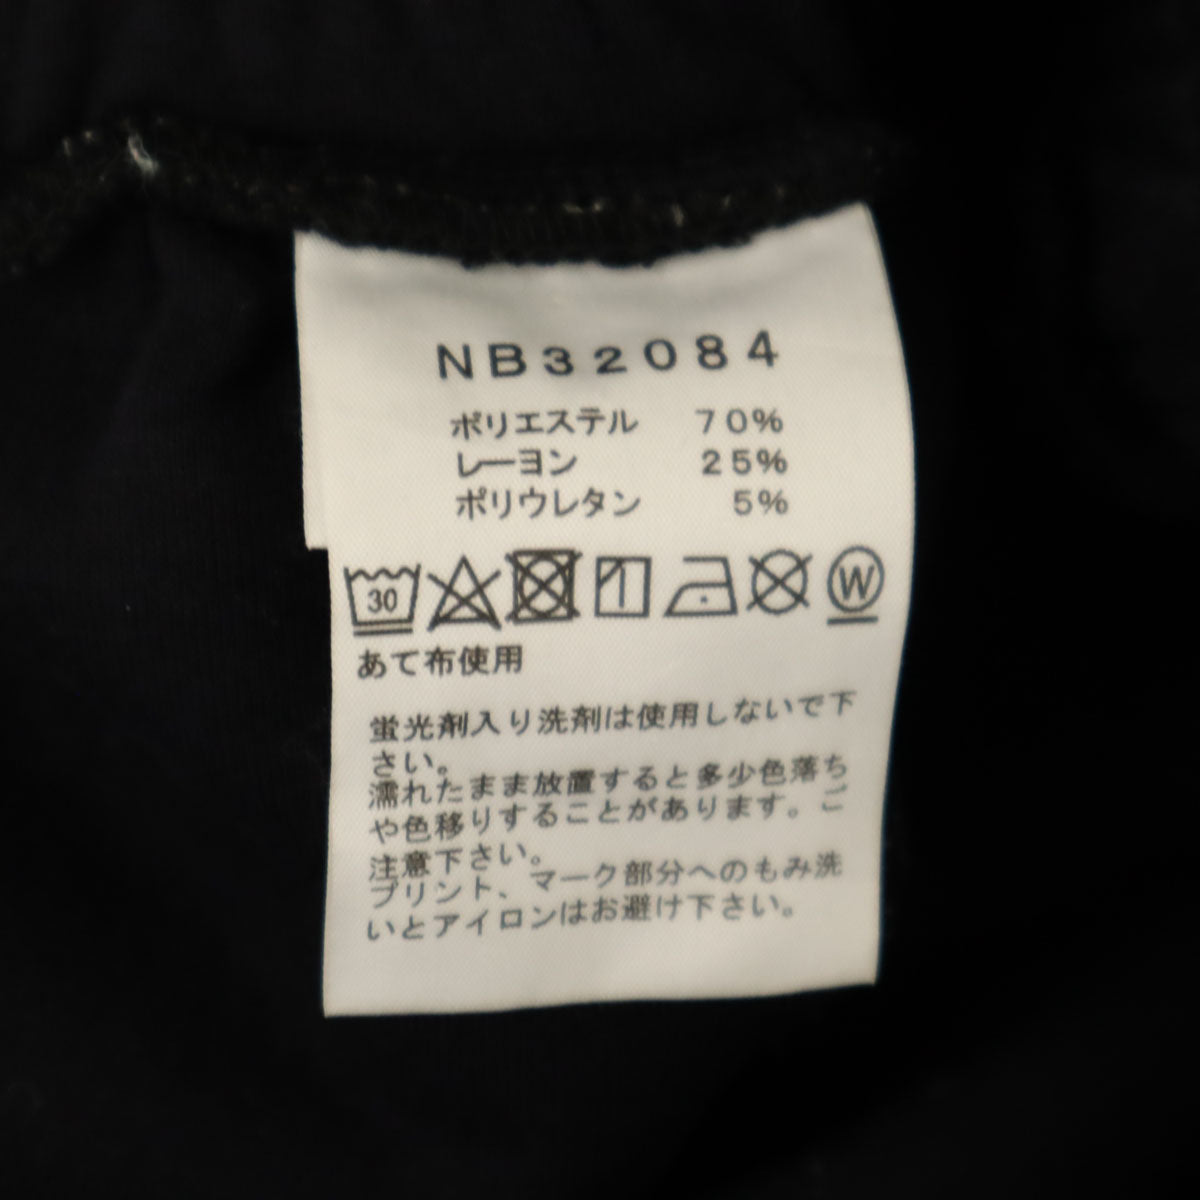 NB32084
ポリエステル 70%
レーヨン 25%
ポリウレタン 5%
30 W
あて布使用
蛍光剤入り洗剤は使用しないで下
さい。
濡れたまま放置すると多少色落ち
や色移りすることがあります。ご
注意下さい。
プリント、マーク部分へのもみ洗
いとアイロンはお避け下さい。